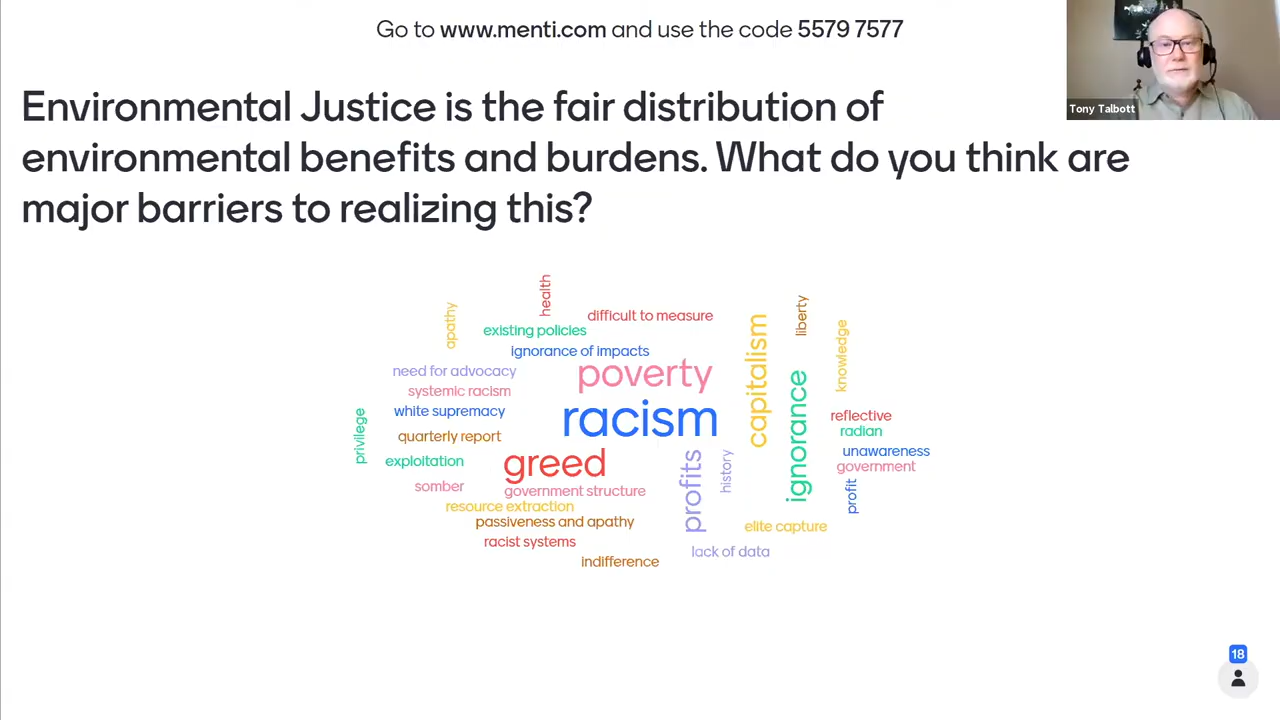 Go to www.menti.com and use the code 5579 7577
Tony Talbott
Environmental Justice is the fair distribution of
environmental benefits and burdens. What do you think are
major barriers to realizing this?
health
apathy
difficult to measure
existing policies
ignorance of impacts
need for advocacy
poverty
systemic racism
white supremacy
racism
privilege
quarterly report
exploitation
greed
somber
government structure
resource extraction
passiveness and apathy
racist systems
indifference
profits
history
lack of data
capitalism
ignorance
liberty
knowledge
reflective
radian
unawareness
government
profit
elite capture
18